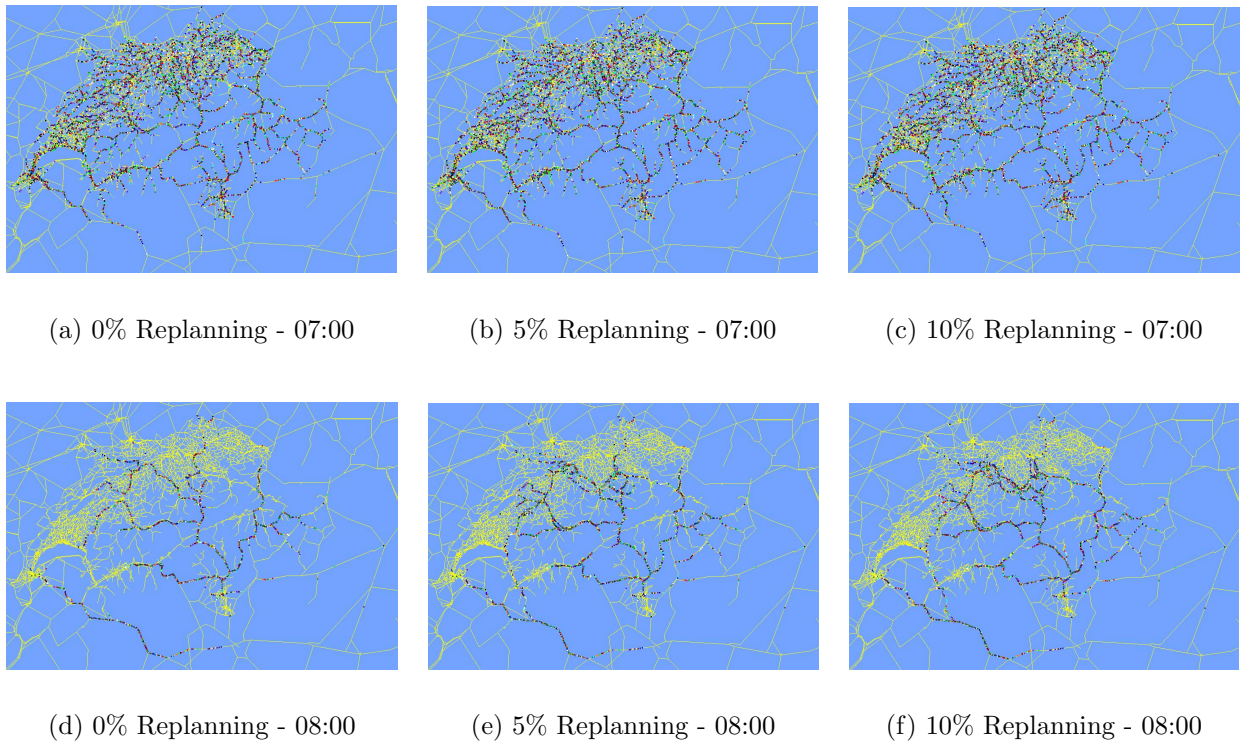 (a) 0% Replanning - 07:00
(b) 5% Replanning - 07:00
(c) 10% Replanning - 07:00
(d) 0% Replanning - 08:00
(e) 5% Replanning - 08:00
(f) 10% Replanning - 08:00